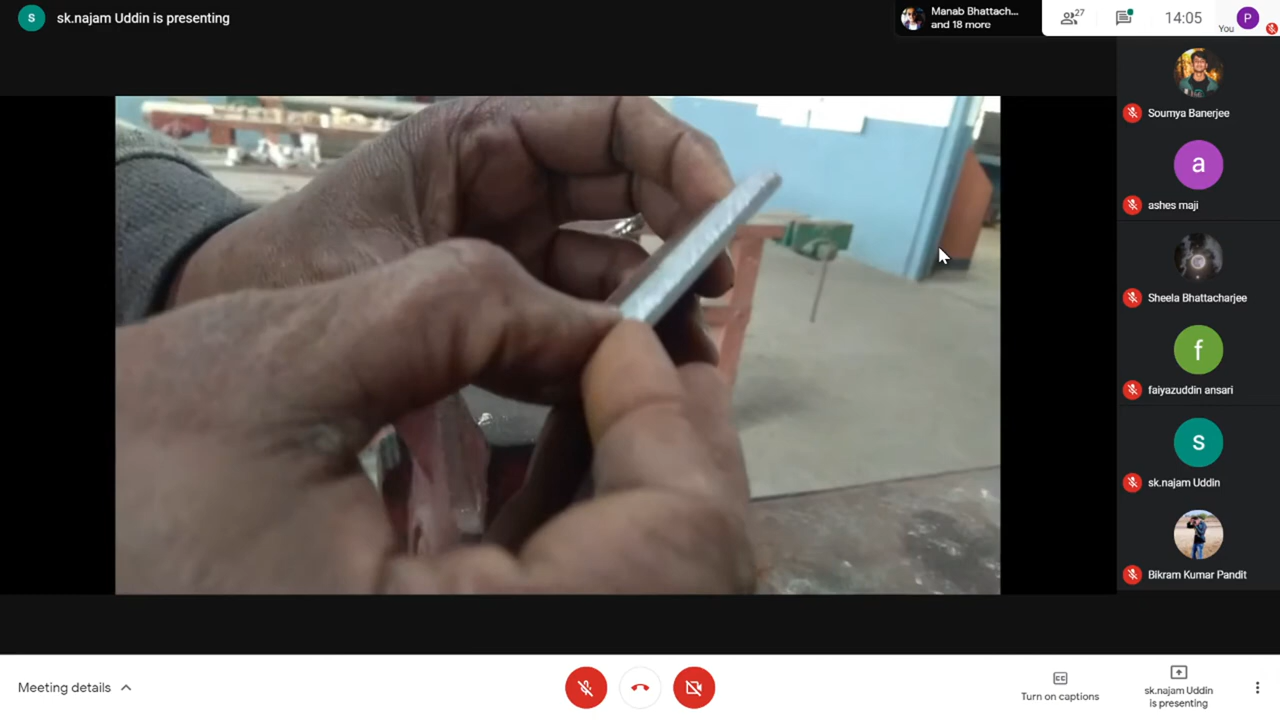 S
sk.najam Uddin is presenting
Manab Bhattach...
and 18 more
27
14:05
You
P
Soumya Banerjee
a
ashes maji
Sheela Bhattacharjee
f
faiyazuddin ansari
s
sk.najam Uddin
Bikram Kumar Pandit
Meeting details
CC
Turn on captions
sk.najam Uddin
is presenting